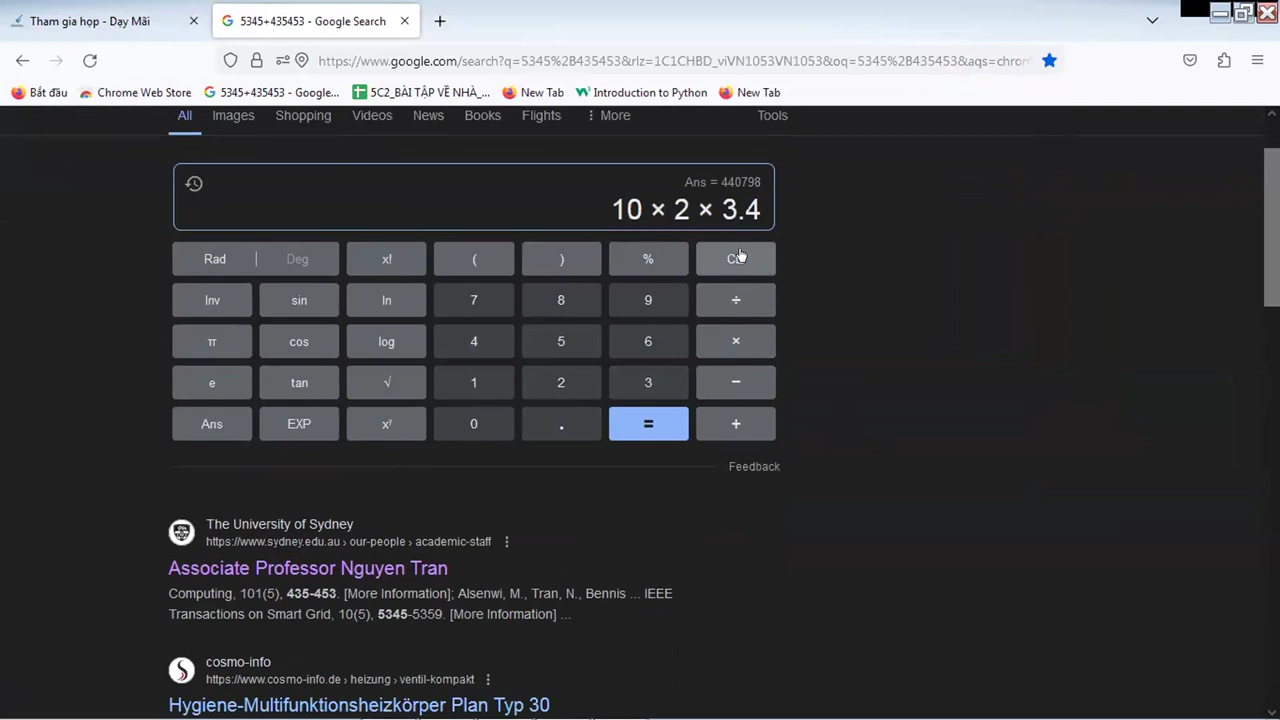 Tham gia họp - Dạy Mãi
5345+435453 - Google Search
https://www.google.com/search?q=5345%2B435453&rlz=1C1CHBD_viVN1053VN1053&oq=5345%2B435453&aqs=chrom
Bắt đầu
Chrome Web Store
5345+435453 - Google...
5C2_BÀI TẬP VỀ NHÀ_...
New Tab
Introduction to Python
New Tab
All
Images
Shopping
Videos
News
Books
Flights
More
Tools
Ans = 440798
10 × 2 × 3.4
Rad | Deg x! ( ) %
Inv sin ln 7 8 9 ÷
π cos log 4 5 6 ×
e tan √ 1 2 3 −
Ans EXP xʸ 0 . = +
Feedback
The University of Sydney
https://www.sydney.edu.au › our-people › academic-staff
Associate Professor Nguyen Tran
Computing, 101(5), 435-453. [More Information]; Alsenwi, M., Tran, N., Bennis ... IEEE
Transactions on Smart Grid, 10(5), 5345-5359. [More Information] ...
cosmo-info
https://www.cosmo-info.de › heizung › ventil-kompakt
Hygiene-Multifunktionsheizkörper Plan Typ 30